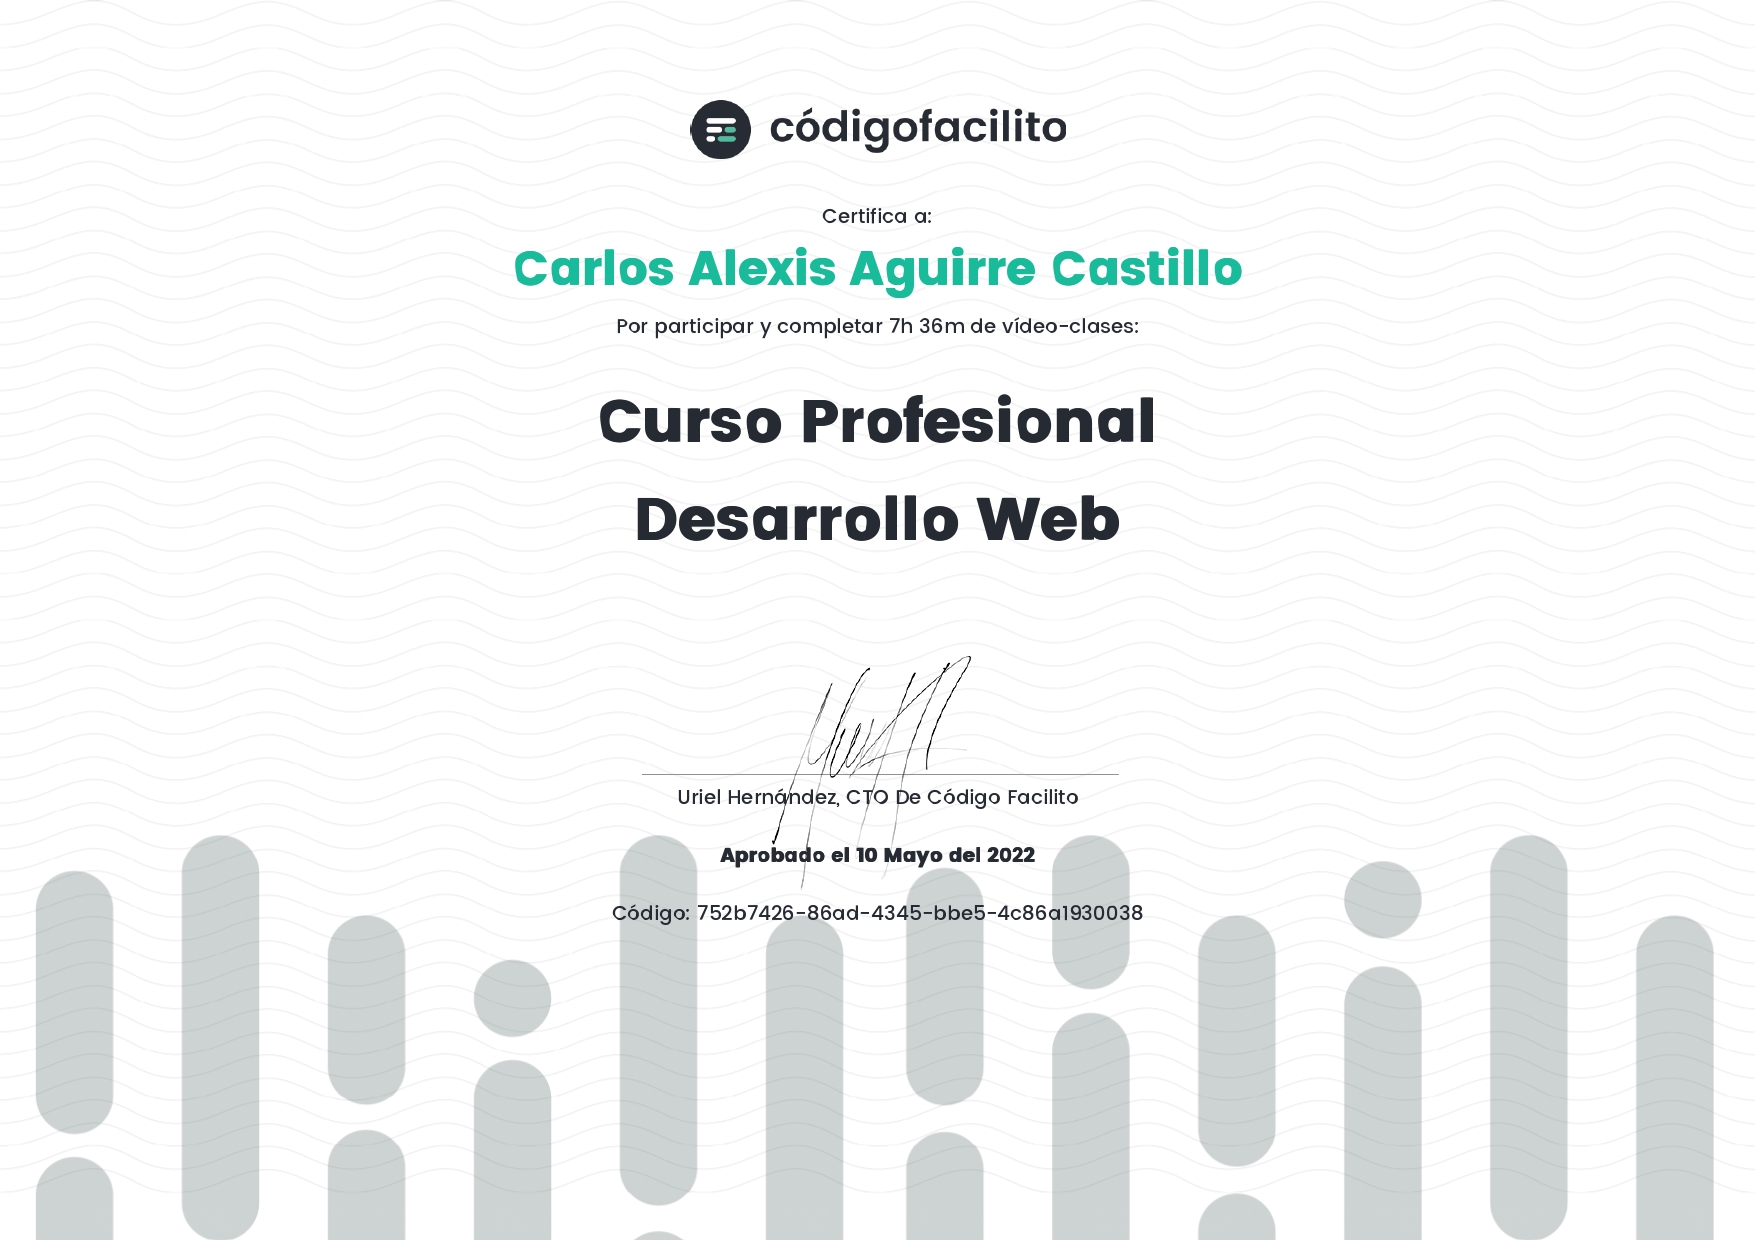 códigofacilito
Certifica a:
Carlos Alexis Aguirre Castillo
Por participar y completar 7h 36m de vídeo-clases:
Curso Profesional
Desarrollo Web
Uriel Hernández, CTO De Código Facilito
Aprobado el 10 Mayo del 2022
Código: 752b7426-86ad-4345-bbe5-4c86a1930038